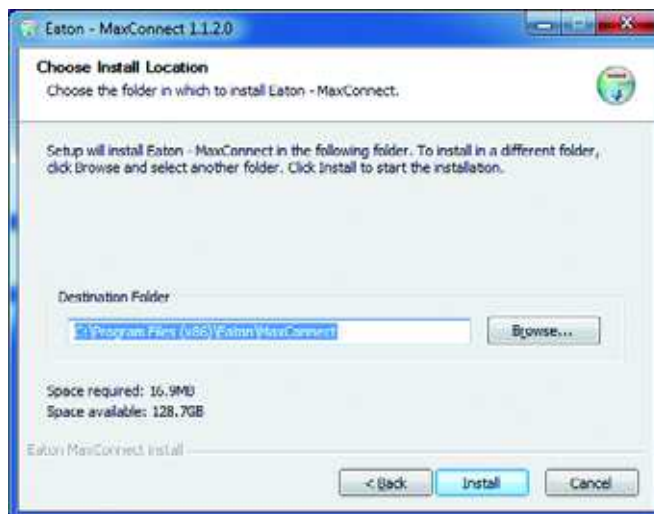 Eaton - MaxConnect 1.1.2.0
Choose Install Location
Choose the folder in which to install Eaton - MaxConnect.
Setup will install Eaton - MaxConnect in the following folder. To install in a different folder,
click Browse and select another folder. Click Install to start the installation.
Destination Folder
C:\Program Files (x86)\Eaton\MaxConnect
Browse...
Space required: 16.9MB
Space available: 128.7GB
Eaton MaxConnect install
< Back
Install
Cancel